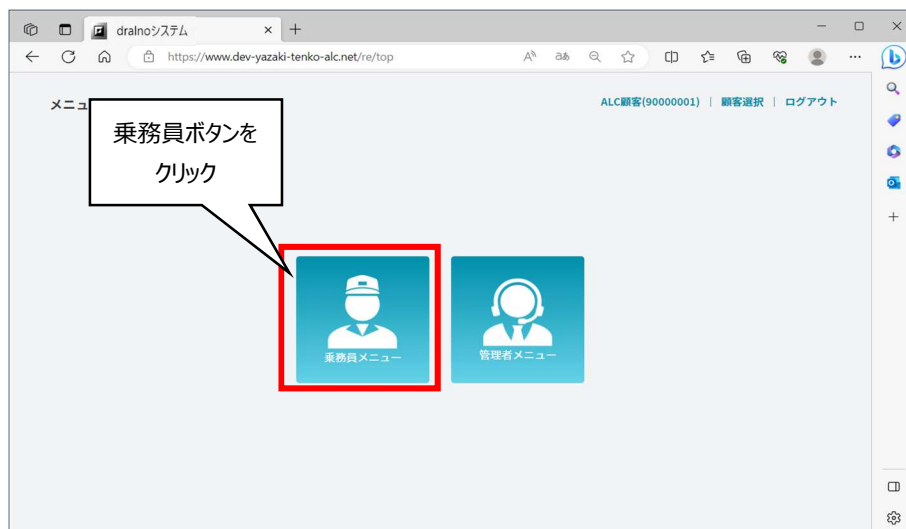 dralnoシステム
https://www.dev-yazaki-tenko-alc.net/re/top
メニュ
ALC顧客(90000001) | 顧客選択 | ログアウト
乗務員ボタンを
クリック
乗務員メニュー
管理者メニュー